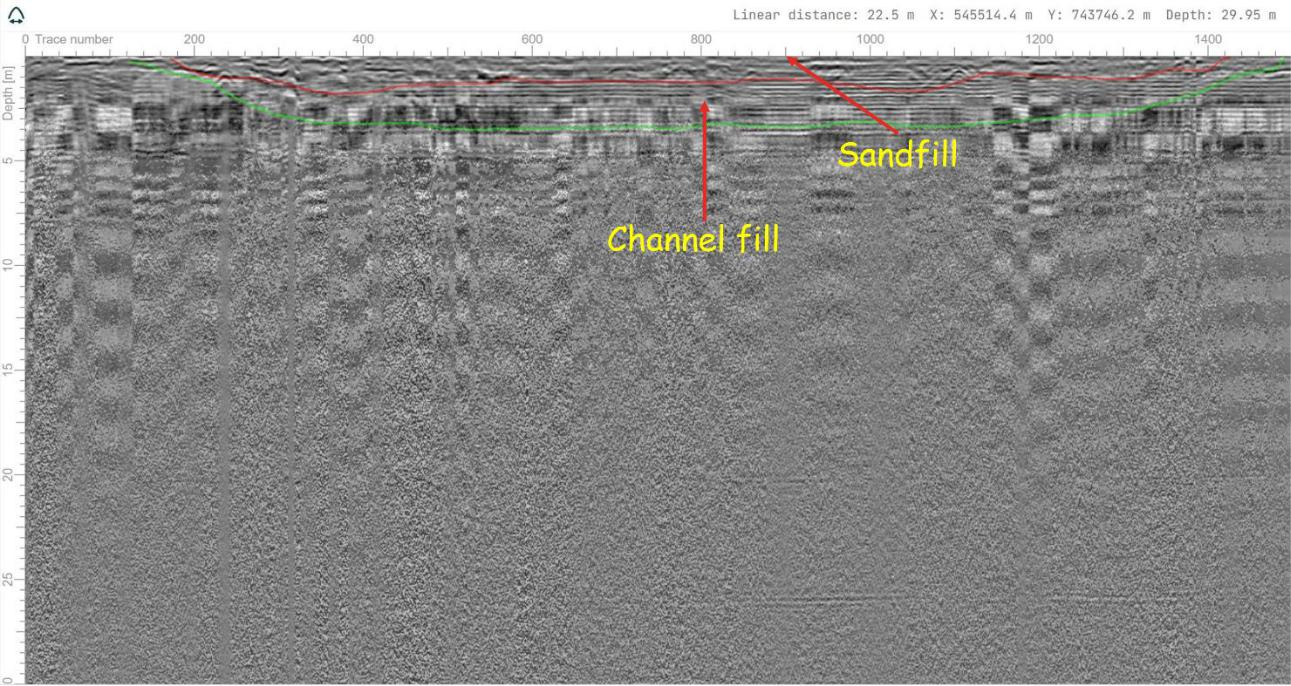 Linear distance: 22.5 m X: 545514.4 m Y: 743746.2 m Depth: 29.95 m
0 Trace number 200 400 600 800 1000 1200 1400
Depth [m]
5
Sandfill
Channel fill
10
15
20
25
0